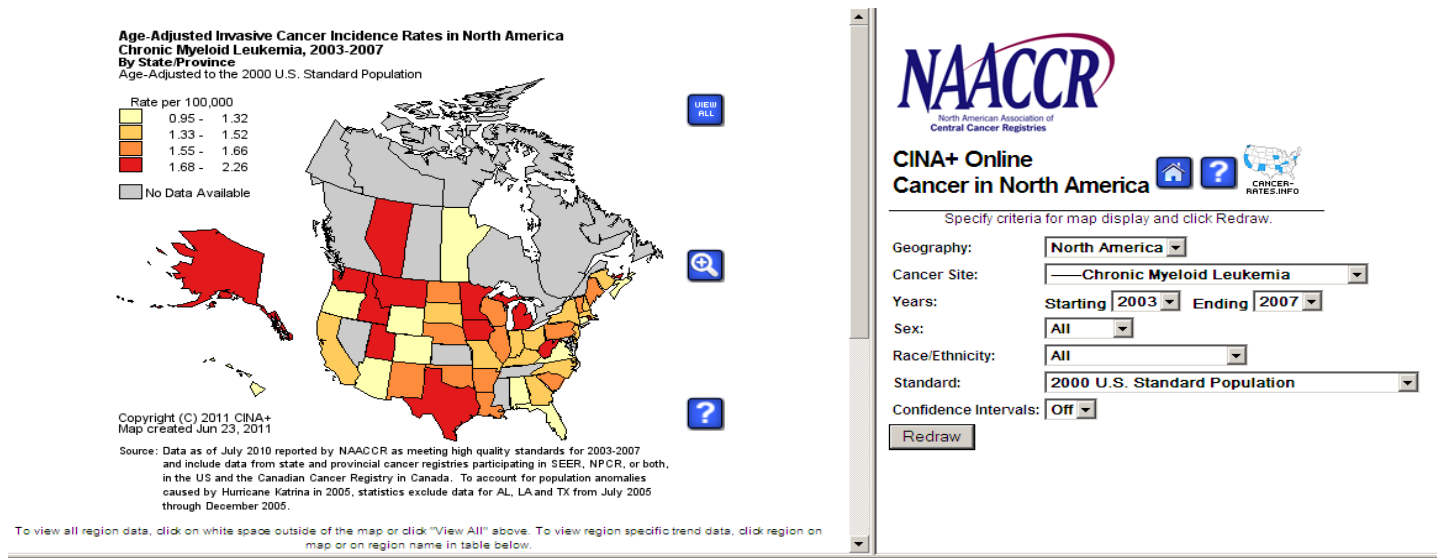 Age-Adjusted Invasive Cancer Incidence Rates in North America
Chronic Myeloid Leukemia, 2003-2007
By State/Province
Age-Adjusted to the 2000 U.S. Standard Population
Rate per 100,000
0.95 - 1.32
1.33 - 1.52
1.55 - 1.66
1.68 - 2.26
No Data Available
VIEW
ALL
?
Copyright (C) 2011 CINA+
Map created Jun 23, 2011
Source: Data as of July 2010 reported by NAACCR as meeting high quality standards for 2003-2007
and include data from state and provincial cancer registries participating in SEER, NPCR, or both,
in the US and the Canadian Cancer Registry in Canada. To account for population anomalies
caused by Hurricane Katrina in 2005, statistics exclude data for AL, LA and TX from July 2005
through December 2005.
To view all region data, click on white space outside of the map or click "View All" above. To view region specific trend data, click region on
map or on region name in table below.
NAACCR
North American Association of
Central Cancer Registries
CINA+ Online
Cancer in North America
?
CANCER-
RATES.INFO
Specify criteria for map display and click Redraw.
Geography: North America
Cancer Site: ——Chronic Myeloid Leukemia
Years: Starting 2003 Ending 2007
Sex: All
Race/Ethnicity: All
Standard: 2000 U.S. Standard Population
Confidence Intervals: Off
Redraw